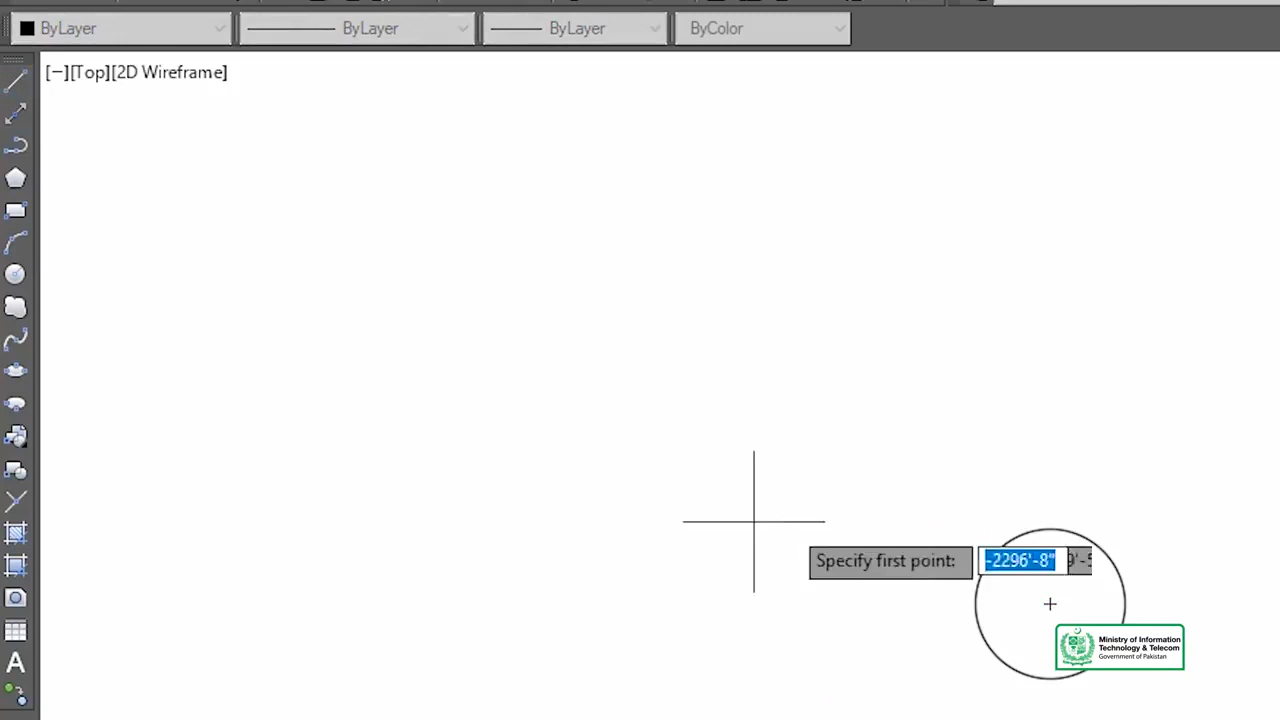 ByLayer
ByLayer
ByLayer
ByColor
[−][Top][2D Wireframe]
Specify first point:
-2296'-8"
A
Ministry of Information
Technology & Telecom
Government of Pakistan